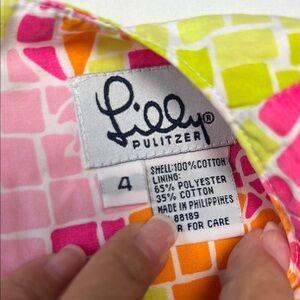 Lilly®
PULITZER
4
SHELL:100%COTTON
LINING:
65% POLYESTER
35% COTTON
MADE IN PHILIPPINES
88189
FOR CARE